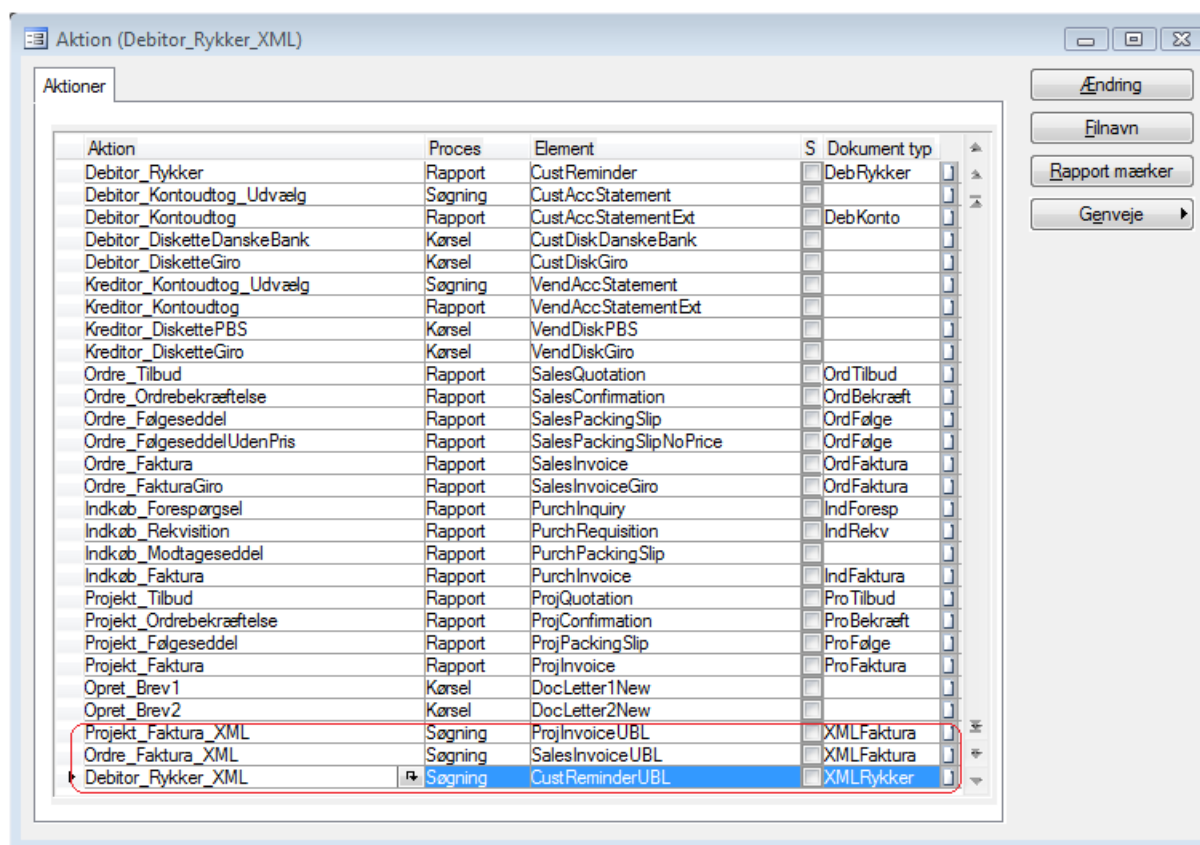 Aktion (Debitor_Rykker_XML)
Aktioner
Ændring
Filnavn
Rapport mærker
Genveje
Aktion Proces Element S Dokument typ
Debitor_Rykker Rapport CustReminder DebRykker
Debitor_Kontoudtog_Udvælg Søgning CustAccStatement
Debitor_Kontoudtog Rapport CustAccStatementExt DebKonto
Debitor_DisketteDanskeBank Kørsel CustDiskDanskeBank
Debitor_DisketteGiro Kørsel CustDiskGiro
Kreditor_Kontoudtog_Udvælg Søgning VendAccStatement
Kreditor_Kontoudtog Rapport VendAccStatementExt
Kreditor_DiskettePBS Kørsel VendDiskPBS
Kreditor_DisketteGiro Kørsel VendDiskGiro
Ordre_Tilbud Rapport SalesQuotation OrdTilbud
Ordre_Ordrebekræftelse Rapport SalesConfirmation OrdBekræft
Ordre_Følgeseddel Rapport SalesPackingSlip OrdFølge
Ordre_FølgeseddelUdenPris Rapport SalesPackingSlipNoPrice OrdFølge
Ordre_Faktura Rapport SalesInvoice OrdFaktura
Ordre_FakturaGiro Rapport SalesInvoiceGiro OrdFaktura
Indkøb_Forespørgsel Rapport PurchInquiry IndForesp
Indkøb_Rekvisition Rapport PurchRequisition IndRekv
Indkøb_Modtageseddel Rapport PurchPackingSlip
Indkøb_Faktura Rapport PurchInvoice IndFaktura
Projekt_Tilbud Rapport ProjQuotation ProTilbud
Projekt_Ordrebekræftelse Rapport ProjConfirmation ProBekræft
Projekt_Følgeseddel Rapport ProjPackingSlip ProFølge
Projekt_Faktura Rapport ProjInvoice ProFaktura
Opret_Brev1 Kørsel DocLetter1New
Opret_Brev2 Kørsel DocLetter2New
Projekt_Faktura_XML Søgning ProjInvoiceUBL XMLFaktura
Ordre_Faktura_XML Søgning SalesInvoiceUBL XMLFaktura
Debitor_Rykker_XML Søgning CustReminderUBL XMLRykker